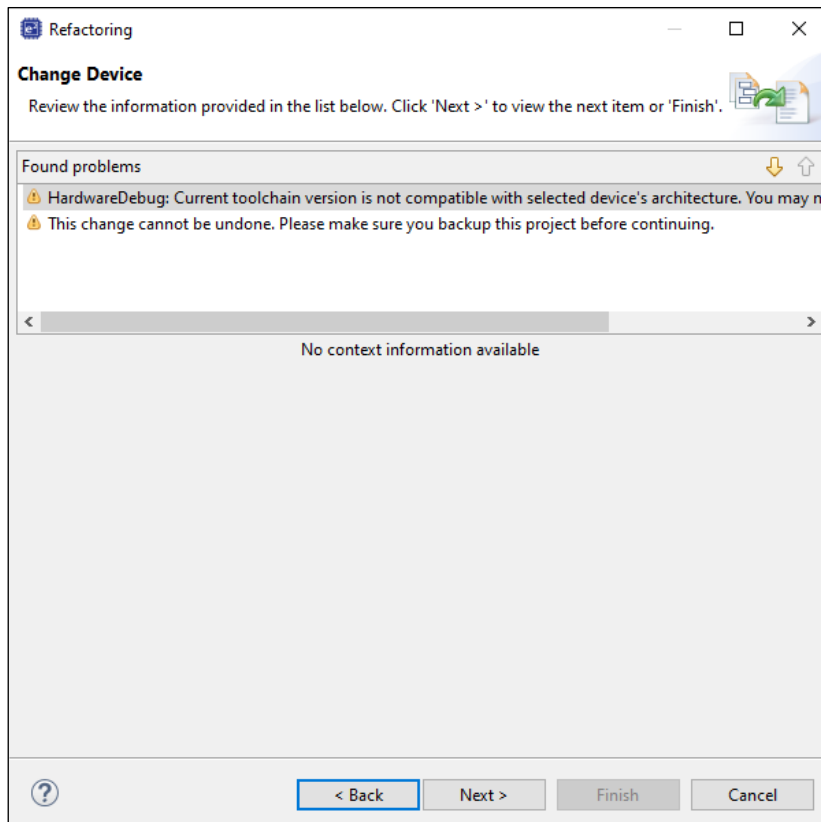 Refactoring
Change Device
Review the information provided in the list below. Click 'Next >' to view the next item or 'Finish'.
Found problems
HardwareDebug: Current toolchain version is not compatible with selected device's architecture. You may
This change cannot be undone. Please make sure you backup this project before continuing.
No context information available
< Back Next > Finish Cancel